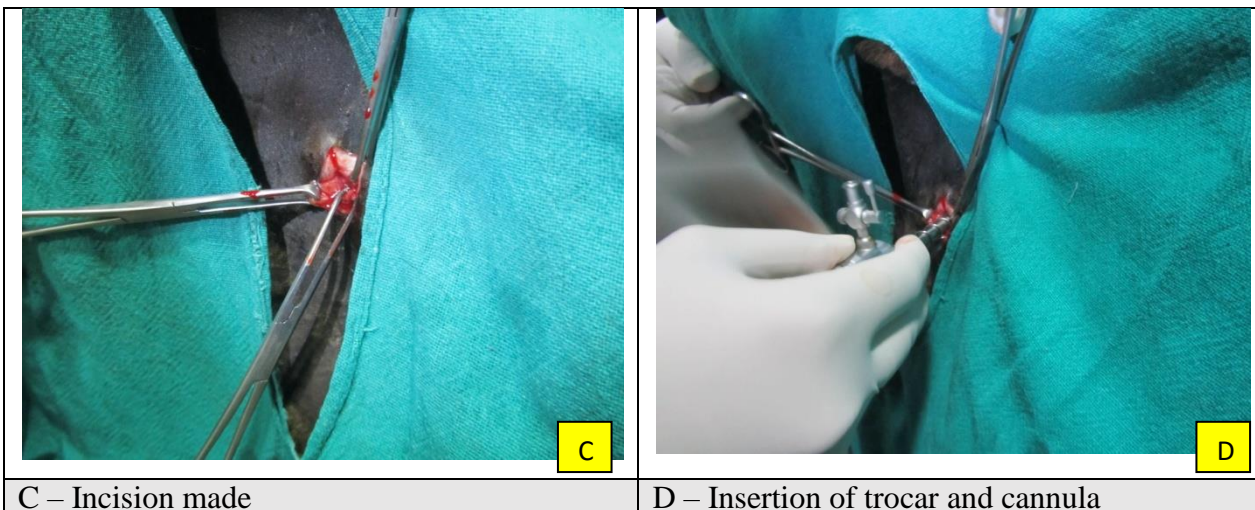 C
D
C – Incision made
D – Insertion of trocar and cannula